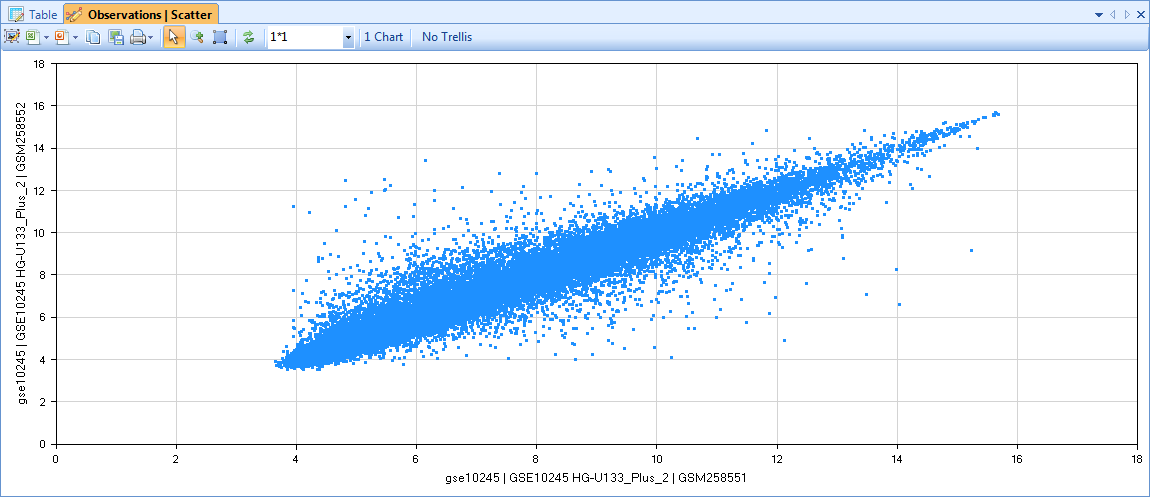 Table Observations | Scatter
1*1 1 Chart No Trellis
18
16
14
12
10
8
6
4
2
0
gse10245 | GSE10245 HG-U133_Plus_2 | GSM258552
0 2 4 6 8 10 12 14 16 18
gse10245 | GSE10245 HG-U133_Plus_2 | GSM258551